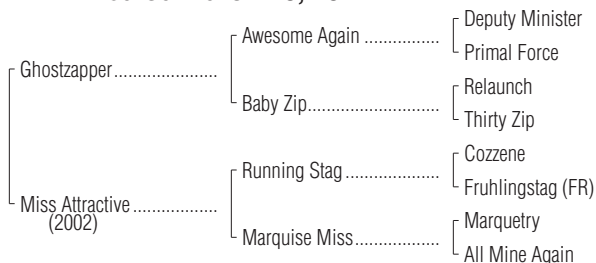 Deputy Minister
Awesome Again ................
Primal Force
Ghostzapper......................
Relaunch
Baby Zip............................
Thirty Zip
Cozzene
Running Stag ....................
Fruhlingstag (FR)
Miss Attractive ..................
(2002)
Marquetry
Marquise Miss..................
All Mine Again